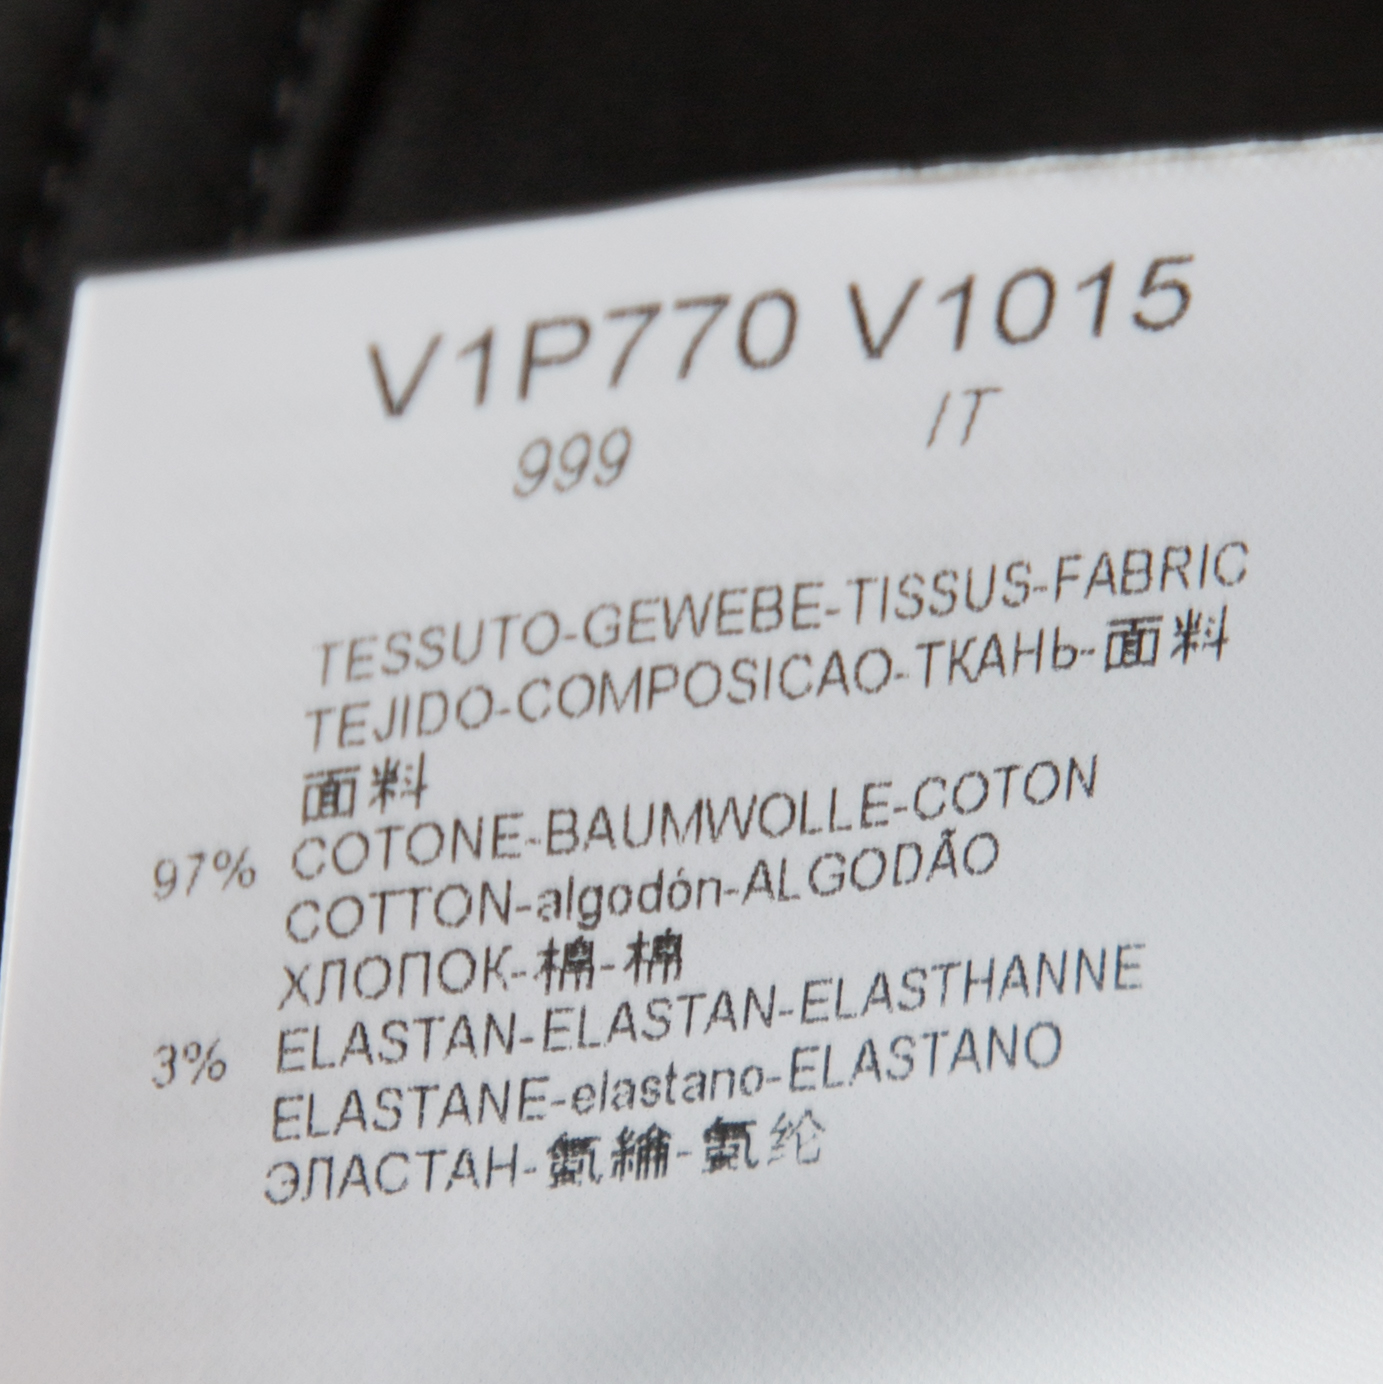 V1P770 V1015
999 IT
TESSUTO-GEWEBE-TISSUS-FABRIC
TEJIDO-COMPOSICAO-ТКАНЬ-面料
面料
97% COTONE-BAUMWOLLE-COTON
COTTON-algodón-ALGODÃO
ХЛОПОК-棉-棉
3% ELASTAN-ELASTAN-ELASTHANNE
ELASTANE-elastano-ELASTANO
ЭЛАСТАН-氨綸-氨纶